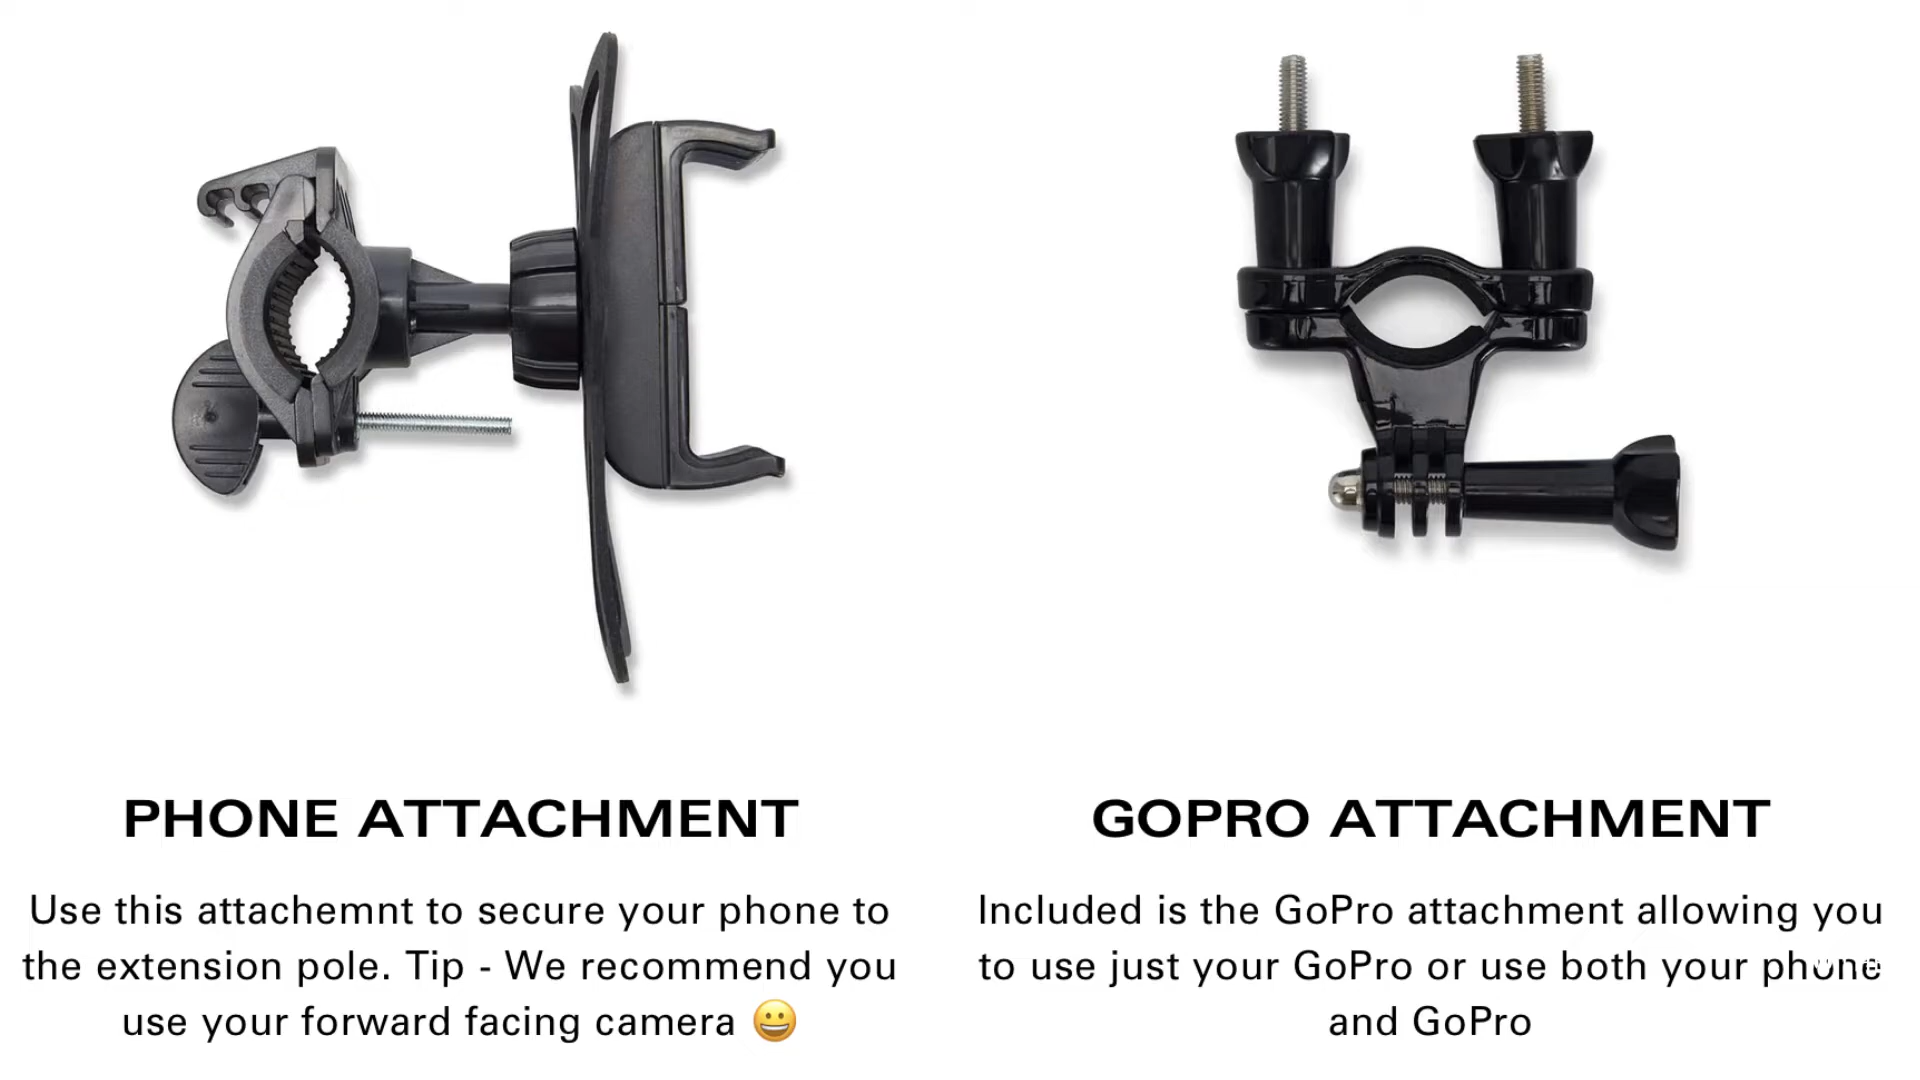 PHONE ATTACHMENT
Use this attachemnt to secure your phone to
the extension pole. Tip - We recommend you
use your forward facing camera 😀
GOPRO ATTACHMENT
Included is the GoPro attachment allowing you
to use just your GoPro or use both your phone
and GoPro